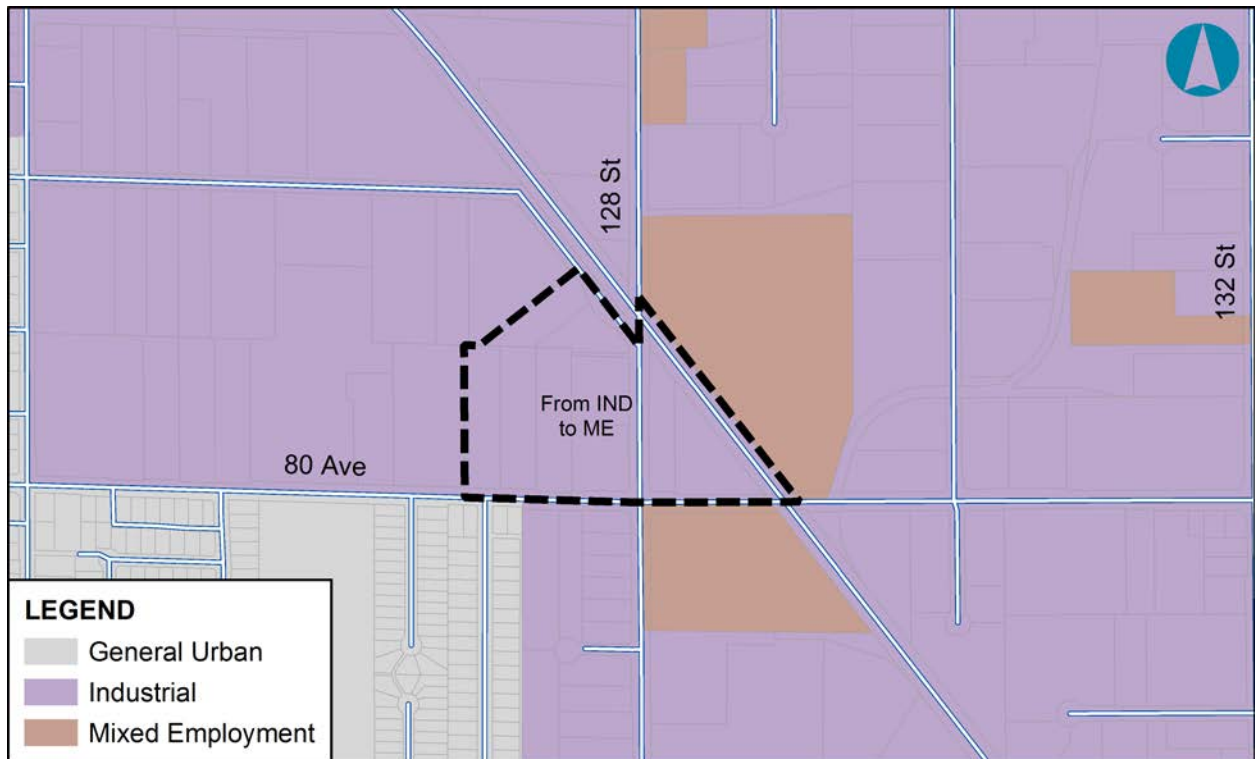 128 St
132 St
From IND
to ME
80 Ave
LEGEND
General Urban
Industrial
Mixed Employment